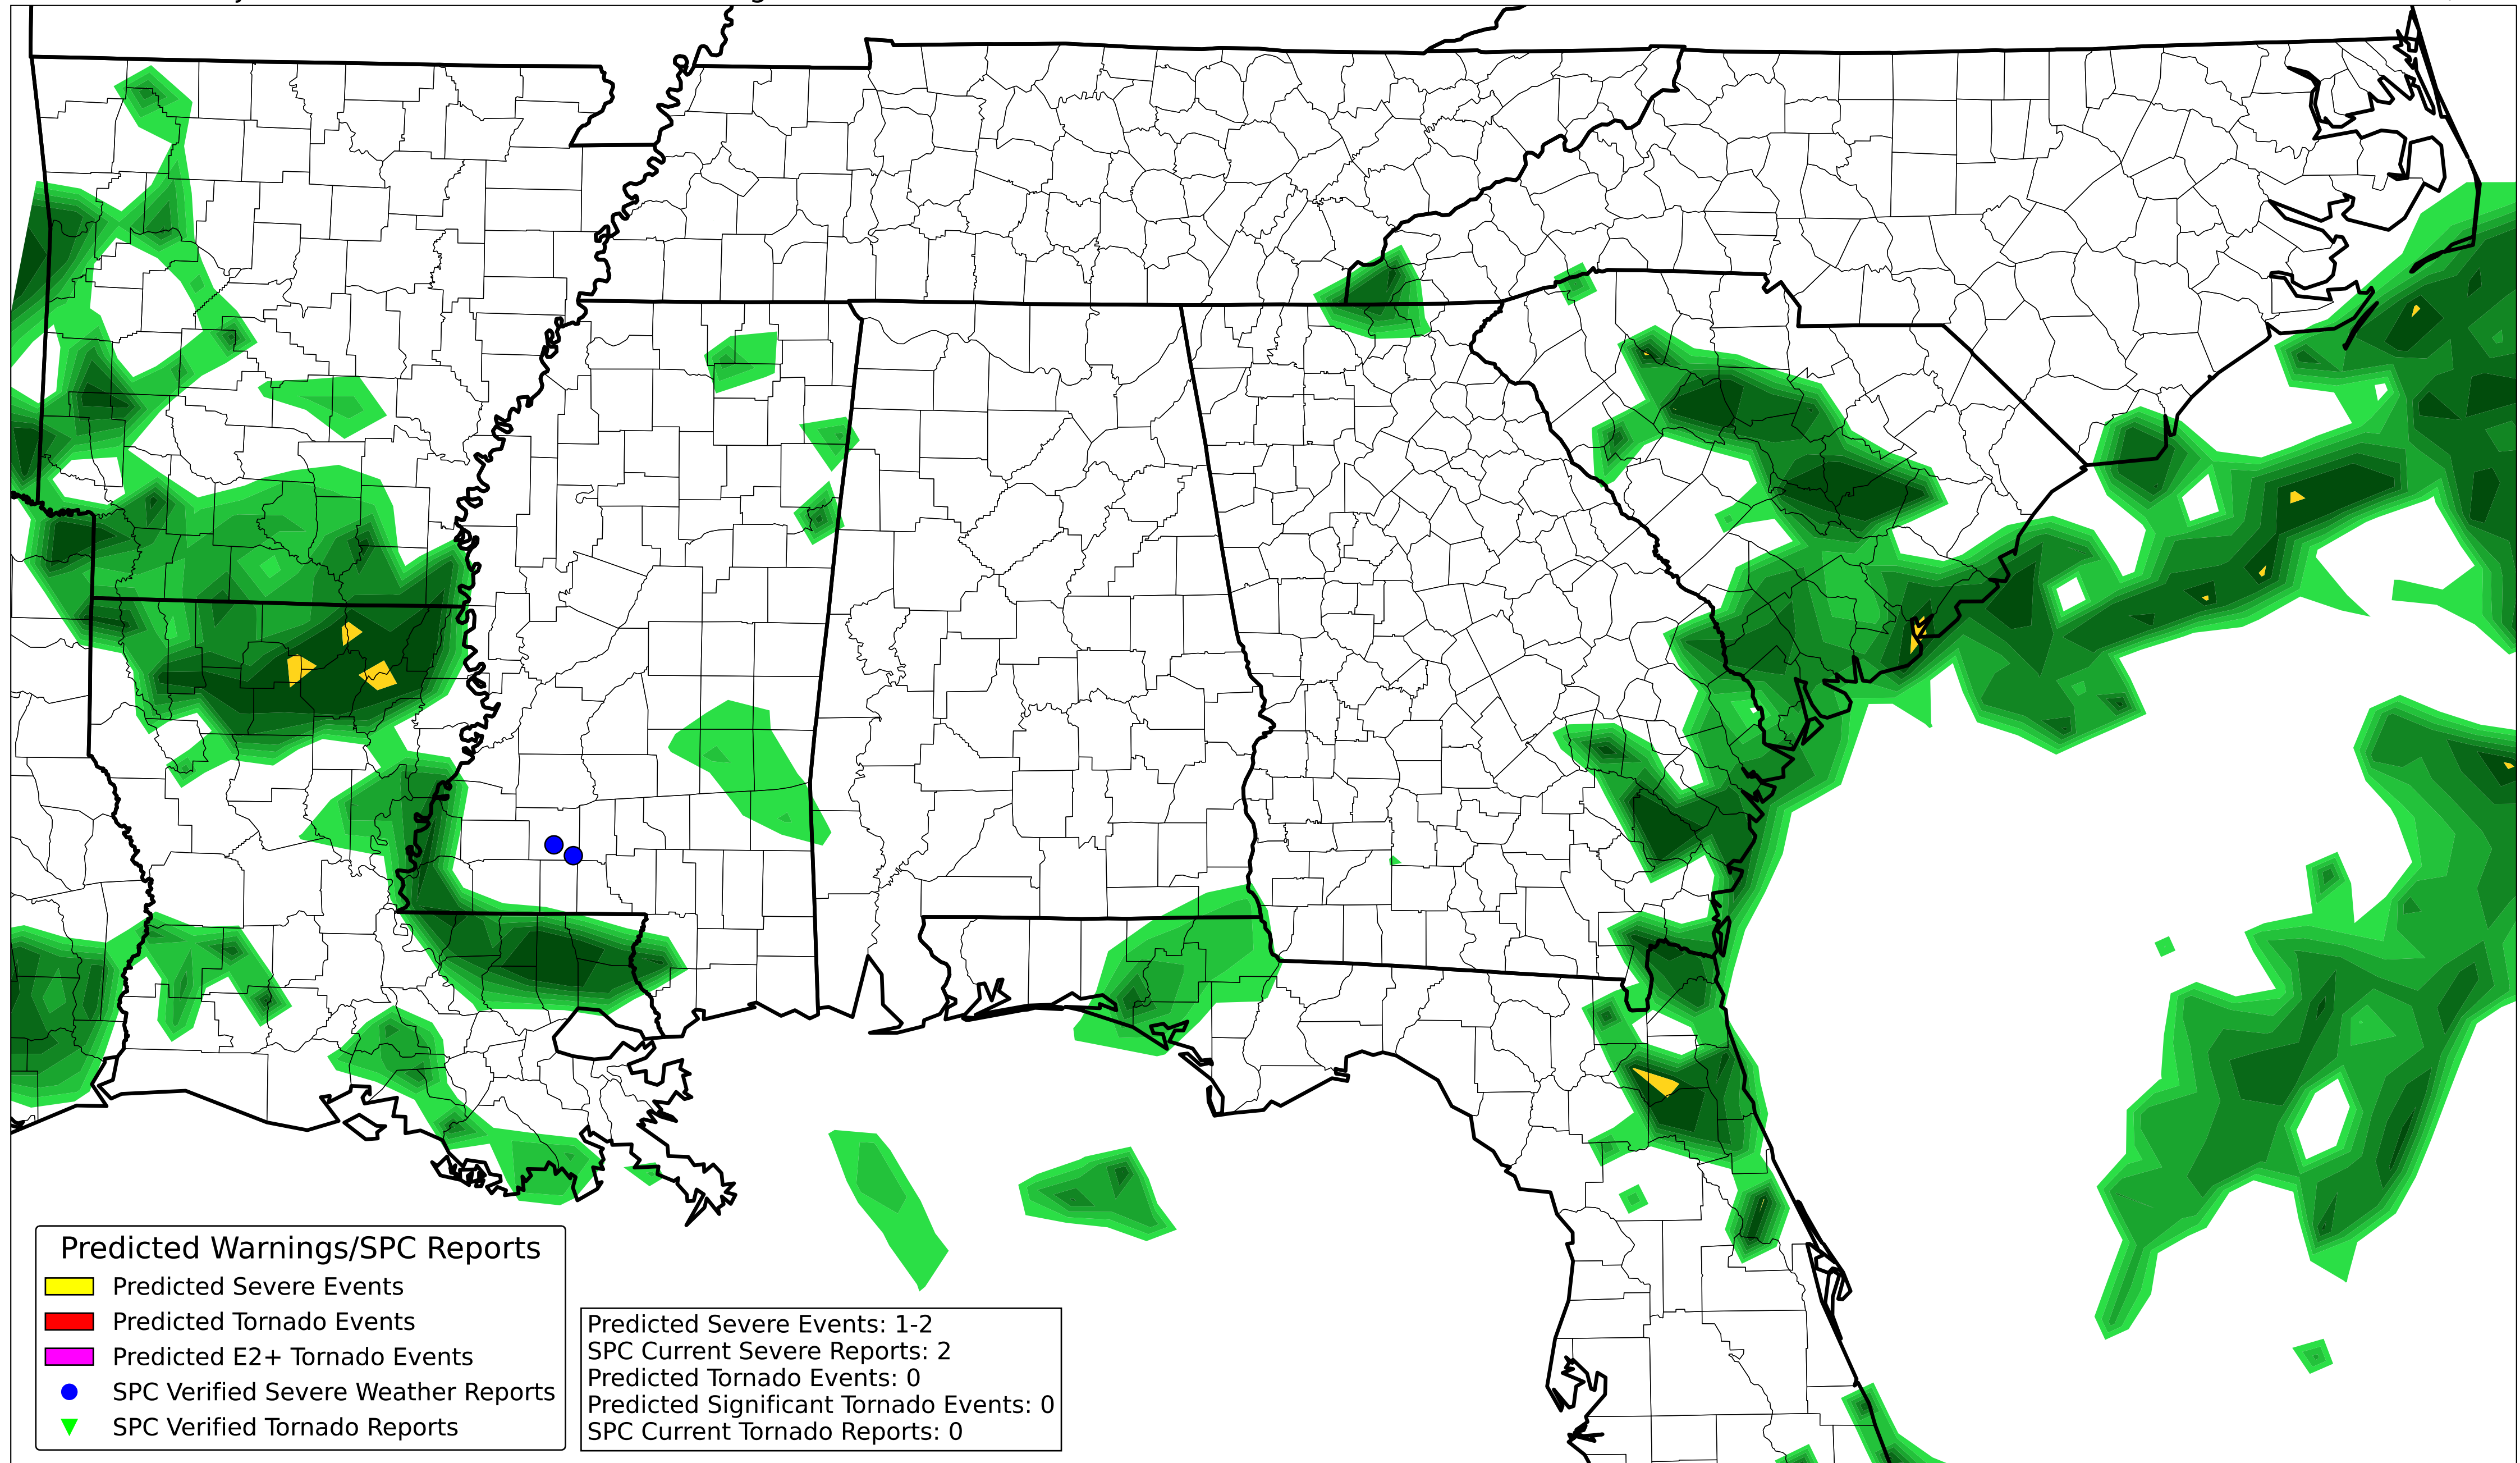 Predicted Warnings/SPC Reports
Predicted Severe Events
Predicted Tornado Events
Predicted E2+ Tornado Events
SPC Verified Severe Weather Reports
SPC Verified Tornado Reports
Predicted Severe Events: 1-2
SPC Current Severe Reports: 2
Predicted Tornado Events: 0
Predicted Significant Tornado Events: 0
SPC Current Tornado Reports: 0